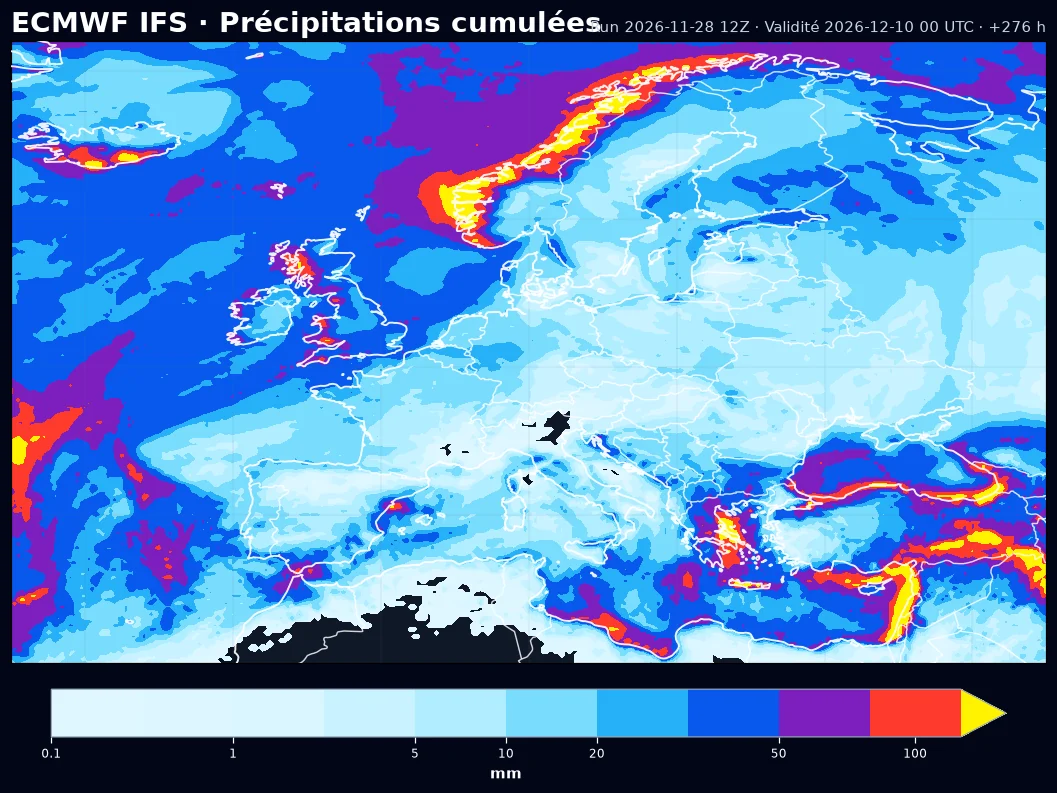 ECMWF IFS · Précipitations cumulées
Run 2026-11-28 12Z · Validité 2026-12-10 00 UTC · +276 h
0.1 1 5 10 20 50 100
mm